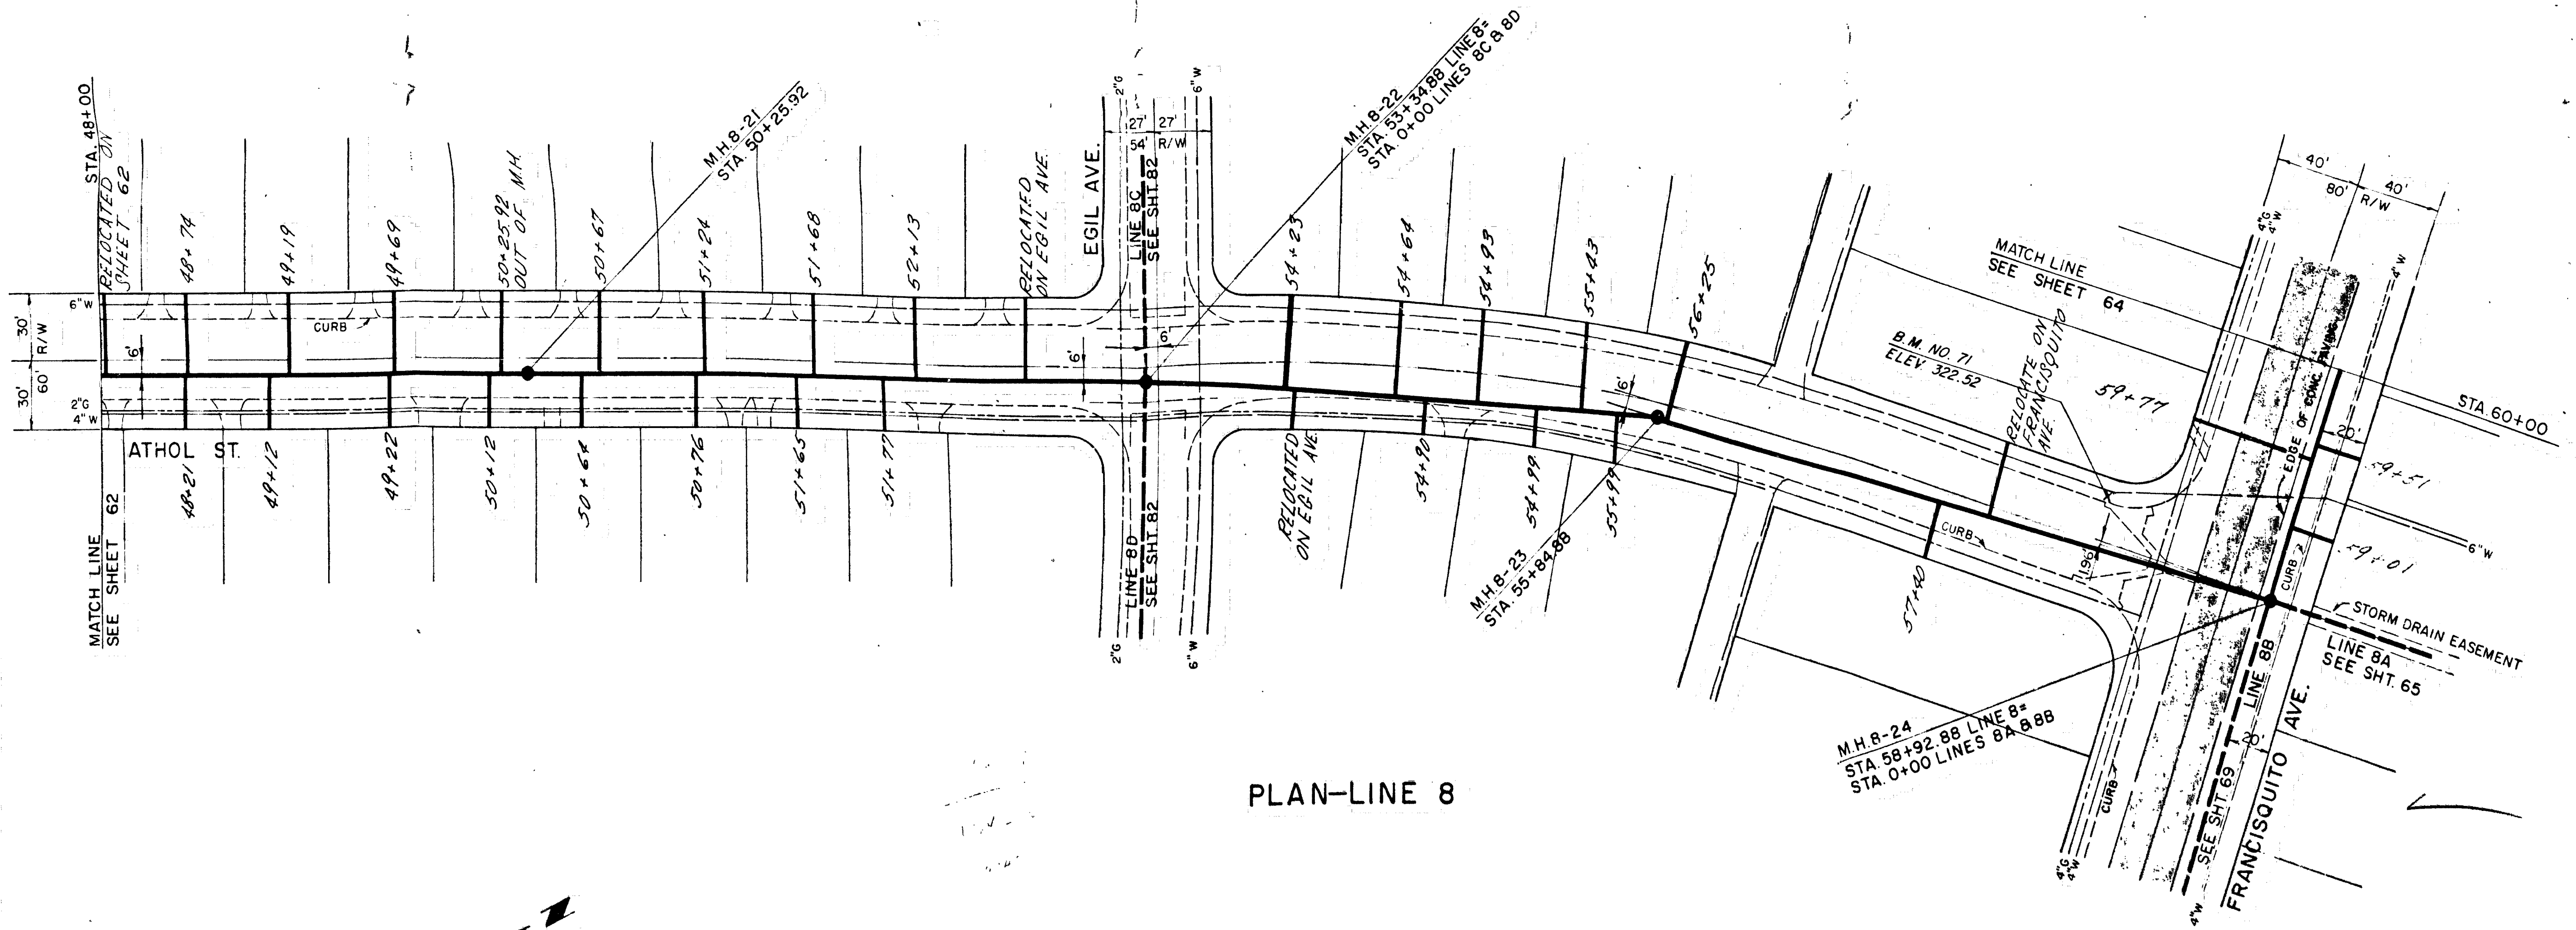 STA. 48+00
RELOCATED ON
SHEET 62
48+74
49+19
49+69
50+25.92
OUT OF M.H.
50+67
51+24
51+68
52+13
RELOCATED
ON EGIL AVE.
M.H.8-21
STA. 50+25.92
EGIL AVE.
2"G
6"W
27' 27'
54' R/W
LINE 8C
SEE SHT. 82
M.H.8-22
STA. 53+34.88 LINE 8=
STA. 0+00 LINES 8C & 8D
54+23
54+64
54+93
55+43
56+25
MATCH LINE
SEE SHEET 64
B.M. NO. 71
ELEV. 322.52
RELOCATE ON
FRANCISQUITO
AVE
59+77
4"G
4"W
40' 40'
80' R/W
4"W
EDGE OF CONC. PAVING
STA. 60+00
20'
59+51
6"W
59+01
6"W
30'
R/W
30'
60'
2"G
4"W
CURB
6'
6'
6'
6'
ATHOL ST.
MATCH LINE
SEE SHEET 62
48+21
49+12
49+22
50+12
50+64
50+76
51+65
51+77
LINE 8D
SEE SHT. 82
2"G
6"W
RELOCATED
ON EGIL AVE
54+90
54+99
55+99
M.H.8-23
STA. 55+84.88
57+40
CURB
1.96'
CURB
STORM DRAIN EASEMENT
LINE 8A
SEE SHT. 65
M.H.8-24
STA. 58+92.88 LINE 8=
STA. 0+00 LINES 8A & 8B
CURB
4"G
4"W
SEE SHT. 69 LINE 8B
20'
4"W
FRANCISQUITO AVE.
PLAN—LINE 8